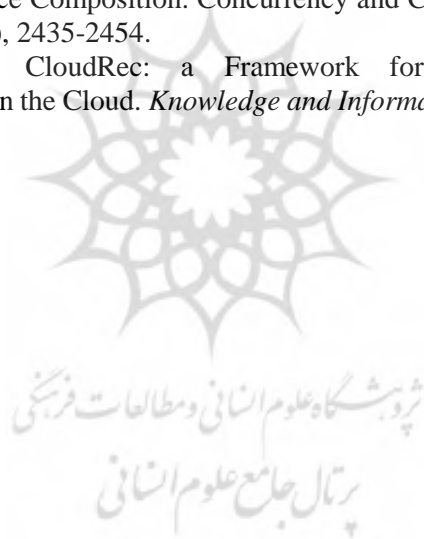 ce Composition. Concurrency and C
), 2435-2454.
CloudRec: a Framework for
n the Cloud. Knowledge and Informa
پژوهشگاه علوم انسانی و مطالعات فرهنگی
پرتال جامع علوم انسانی